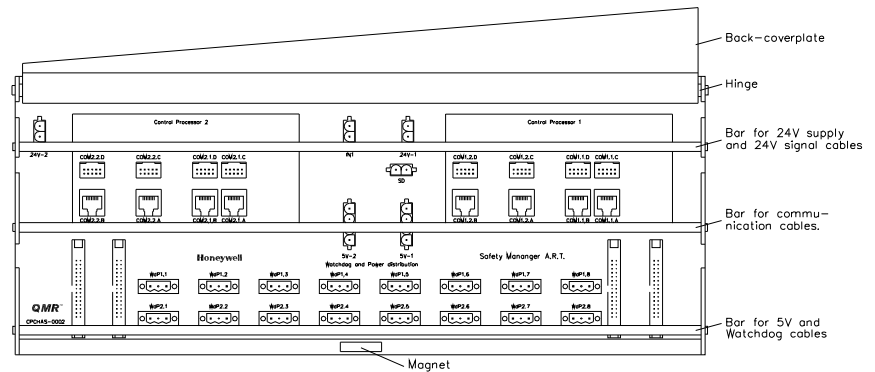 Back-coverplate
Hinge
Control Processor 2
Control Processor 1
24V-2
IN1
24V-1
Bar for 24V supply
and 24V signal cables
COM2.2.D COM2.2.C COM2.1.D COM2.1.C
SD
COM1.2.D COM1.2.C COM1.1.D COM1.1.C
COM2.2.B COM2.2.A COM2.1.B COM2.1.A
COM1.2.B COM1.2.A COM1.1.B COM1.1.A
Bar for commu-
nication cables.
5V-2 5V-1
Honeywell
Watchdog and Power distribution
Safety Mananger A.R.T.
WdP1.1 WdP1.2 WdP1.3 WdP1.4 WdP1.5 WdP1.6 WdP1.7 WdP1.8
QMR™
WdP2.1 WdP2.2 WdP2.3 WdP2.4 WdP2.5 WdP2.6 WdP2.7 WdP2.8
CPCHAS-0002
Bar for 5V and
Watchdog cables
Magnet